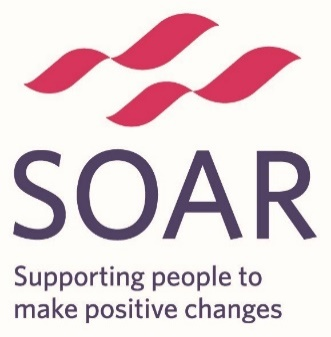 SOAR
Supporting people to
make positive changes